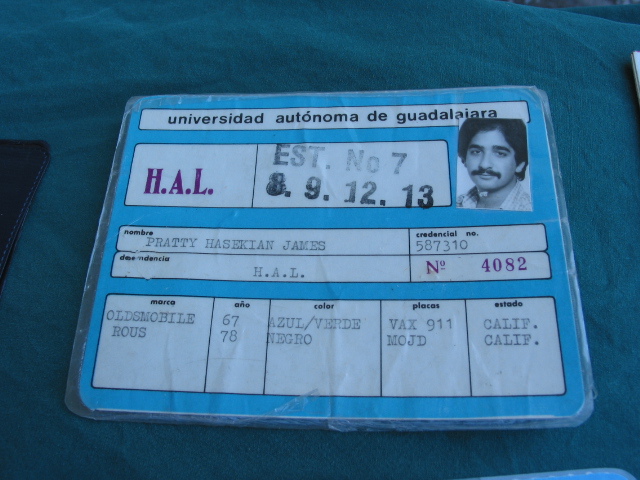 universidad autónoma de guadalajara
H.A.L.
EST. No 7
8. 9. 12. 13
nombre
PRATTY HASEKIAN JAMES
credencial no.
587310
dependencia
H.A.L.
Nº 4082
marca año color placas estado
OLDSMOBILE 67 AZUL/VERDE VAX 911 CALIF.
ROUS 78 NEGRO MOJD CALIF.